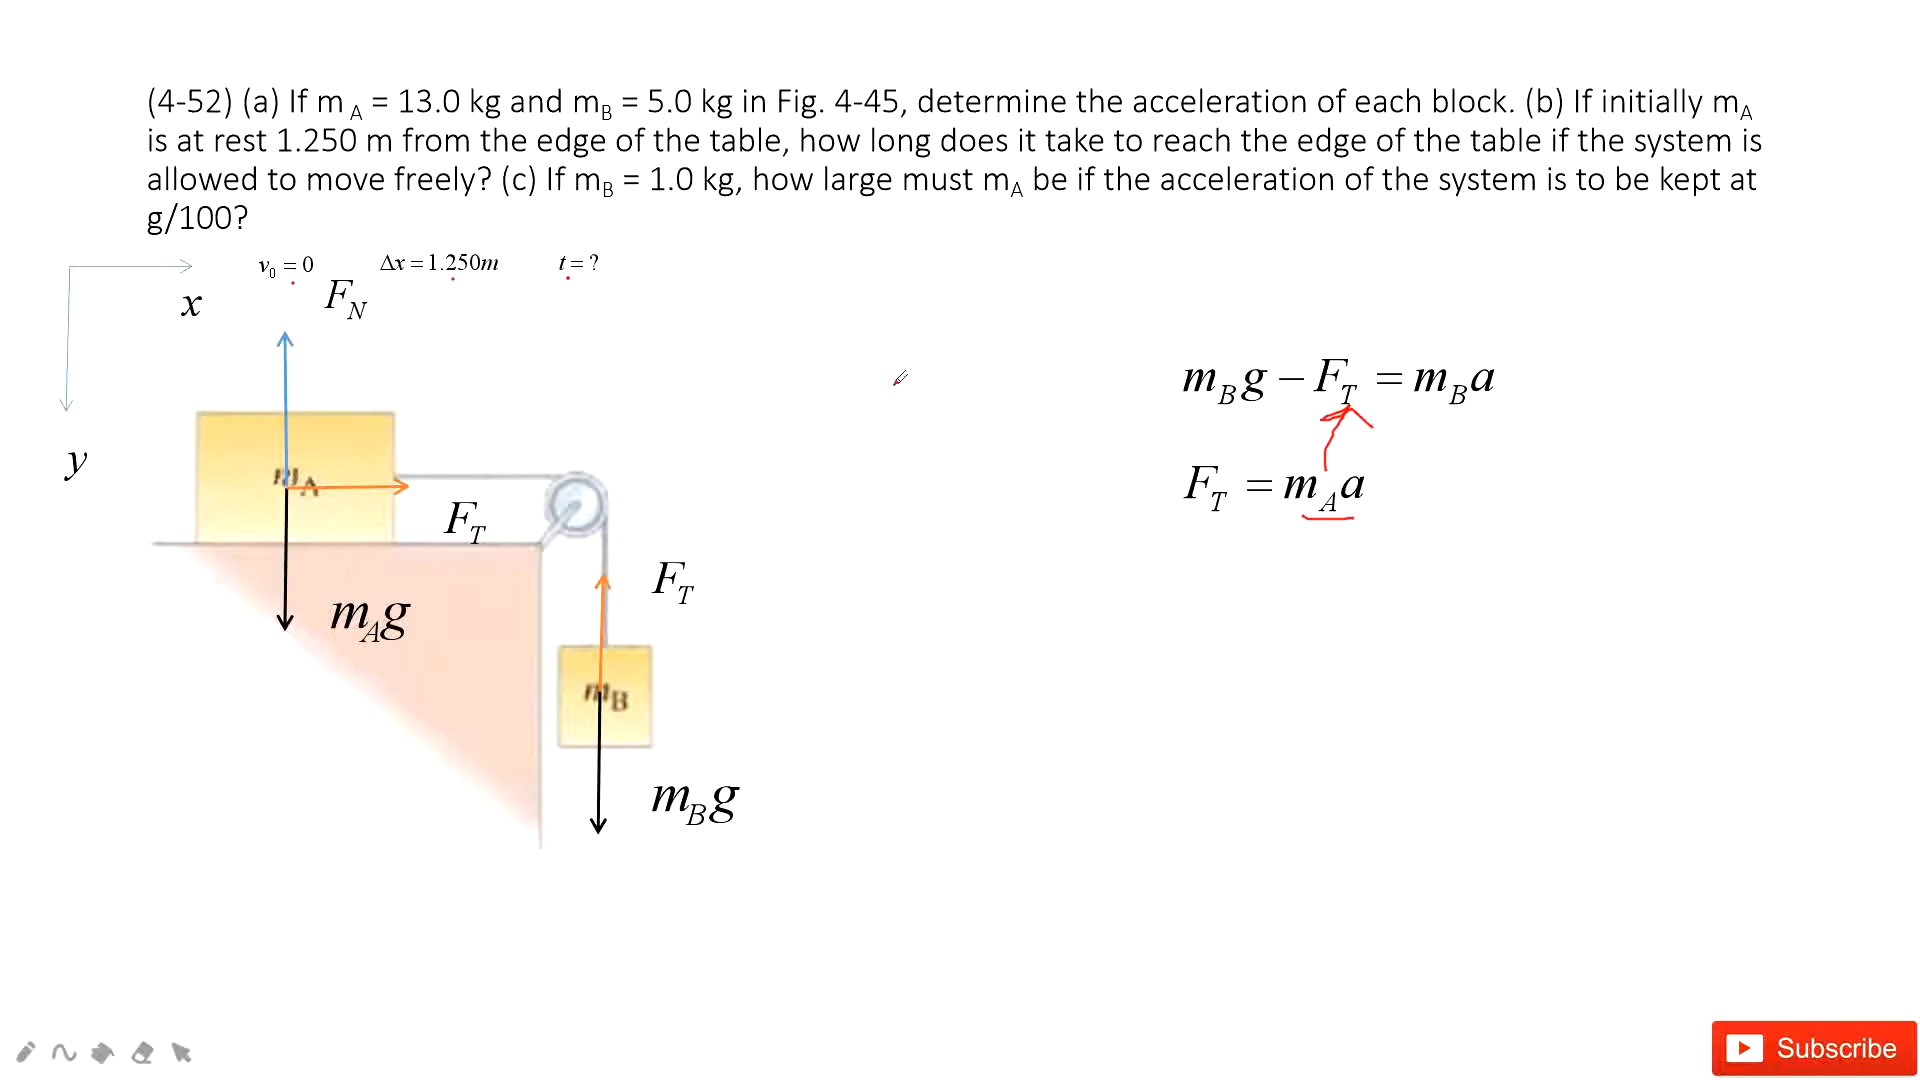 (4-52) (a) If m A = 13.0 kg and mB = 5.0 kg in Fig. 4-45, determine the acceleration of each block. (b) If initially mA
is at rest 1.250 m from the edge of the table, how long does it take to reach the edge of the table if the system is
allowed to move freely? (c) If mB = 1.0 kg, how large must mA be if the acceleration of the system is to be kept at
g/100?
v0 = 0 Δx = 1.250m t = ?
x
FN
y
mA
FT
mAg
FT
mB
mBg
mBg − FT = mBa
FT = mAa
Subscribe